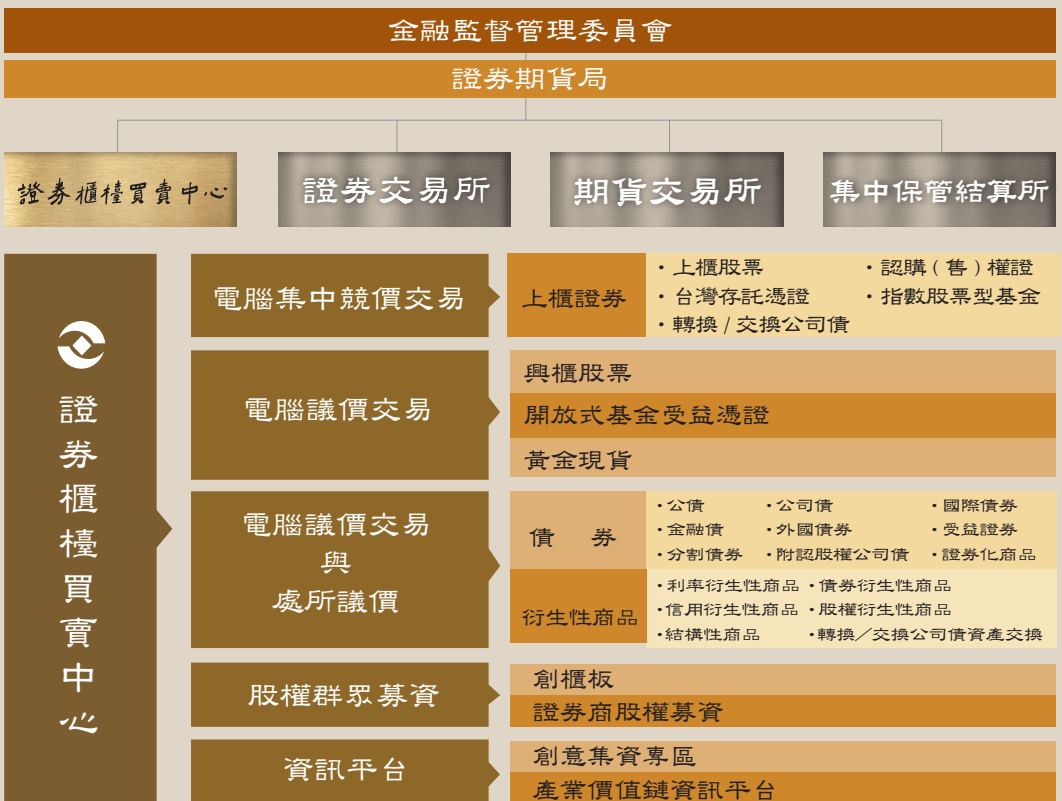 金融監督管理委員會
證券期貨局
證券櫃檯買賣中心
證券交易所
期貨交易所
集中保管結算所
證券櫃檯買賣中心
電腦集中競價交易
上櫃證券
・上櫃股票
・認購(售)權證
・台灣存託憑證
・指數股票型基金
・轉換/交換公司債
電腦議價交易
興櫃股票
開放式基金受益憑證
黃金現貨
電腦議價交易
與
處所議價
債 券
・公債 ・公司債 ・國際債券
・金融債 ・外國債券 ・受益證券
・分割債券 ・附認股權公司債 ・證券化商品
衍生性商品
・利率衍生性商品 ・債券衍生性商品
・信用衍生性商品 ・股權衍生性商品
・結構性商品 ・轉換/交換公司債資產交換
股權群眾募資
創櫃板
證券商股權募資
資訊平台
創意集資專區
產業價值鏈資訊平台